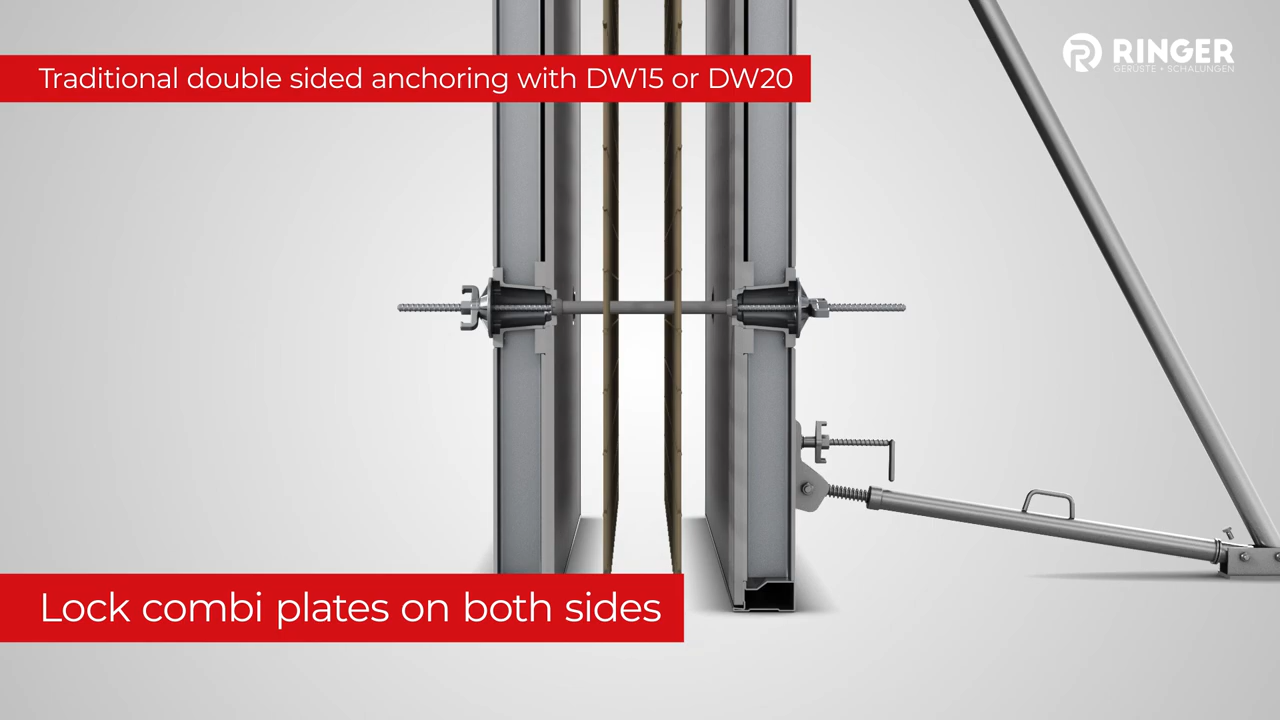 Traditional double sided anchoring with DW15 or DW20
RINGER
GERÜSTE + SCHALUNGEN
Lock combi plates on both sides